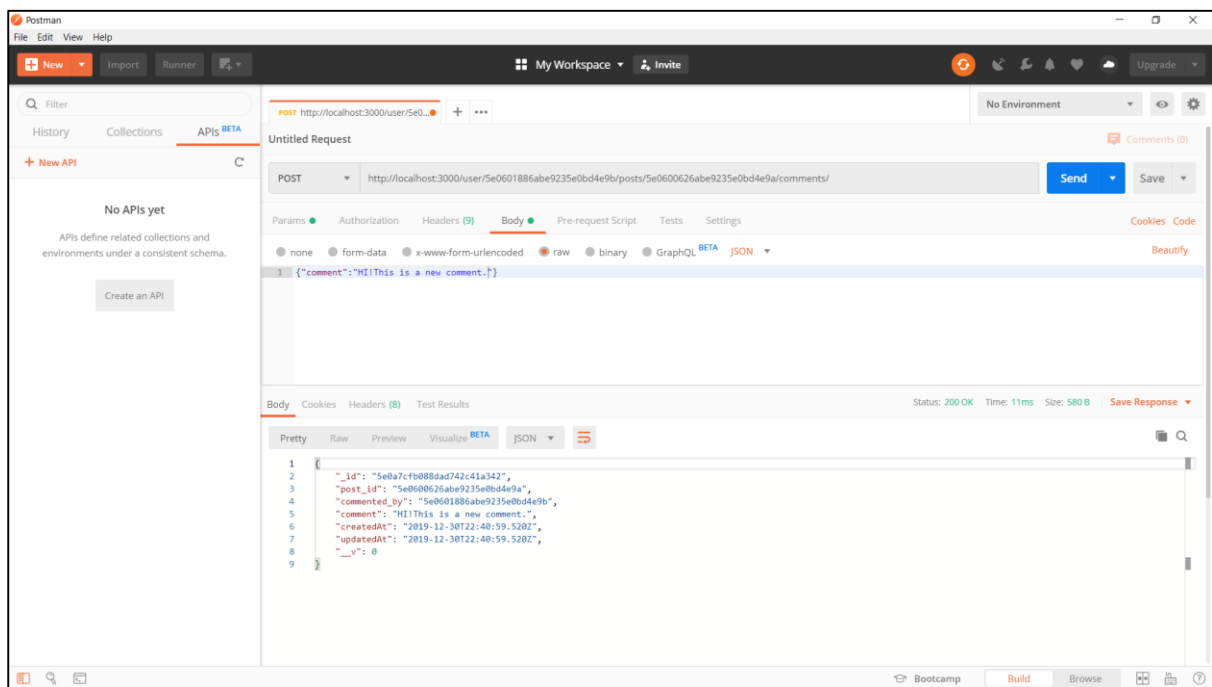 Postman
File Edit View Help
New Import Runner My Workspace Invite Upgrade
Filter
History Collections APIs BETA
+ New API
No APIs yet
APIs define related collections and
environments under a consistent schema.
Create an API
POST http://localhost:3000/user/5e0... + ••• No Environment
Untitled Request Comments (0)
POST http://localhost:3000/user/5e0601886abe9235e0bd4e9b/posts/5e0600626abe9235e0bd4e9a/comments/ Send Save
Params Authorization Headers (9) Body Pre-request Script Tests Settings Cookies Code
none form-data x-www-form-urlencoded raw binary GraphQL BETA JSON Beautify
1 {"comment":"HI!This is a new comment."}
Body Cookies Headers (8) Test Results Status: 200 OK Time: 11ms Size: 580 B Save Response
Pretty Raw Preview Visualize BETA JSON
1 {
2 "_id": "5e0a7cfb088dad742c41a342",
3 "post_id": "5e0600626abe9235e0bd4e9a",
4 "commented_by": "5e0601886abe9235e0bd4e9b",
5 "comment": "HI!This is a new comment.",
6 "createdAt": "2019-12-30T22:40:59.520Z",
7 "updatedAt": "2019-12-30T22:40:59.520Z",
8 "__v": 0
9 }
Bootcamp Build Browse